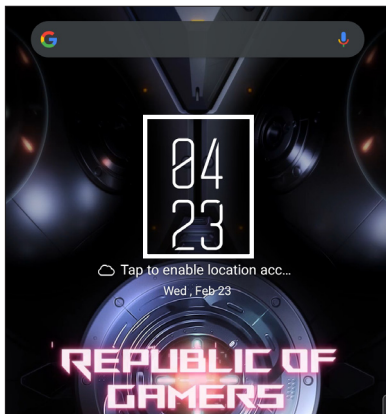 04
23
Tap to enable location acc...
Wed , Feb 23
REPUBLIC OF
GAMERS